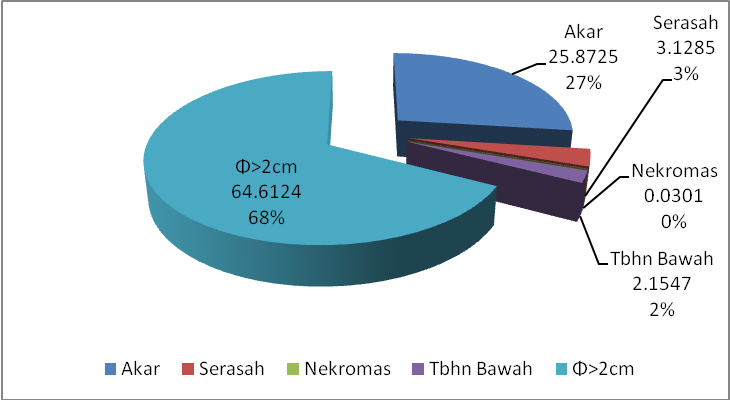 Akar
25.8725
27%
Serasah
3.1285
3%
Nekromas
0.0301
0%
Tbhn Bawah
2.1547
2%
Φ>2cm
64.6124
68%
Akar Serasah Nekromas Tbhn Bawah Φ>2cm